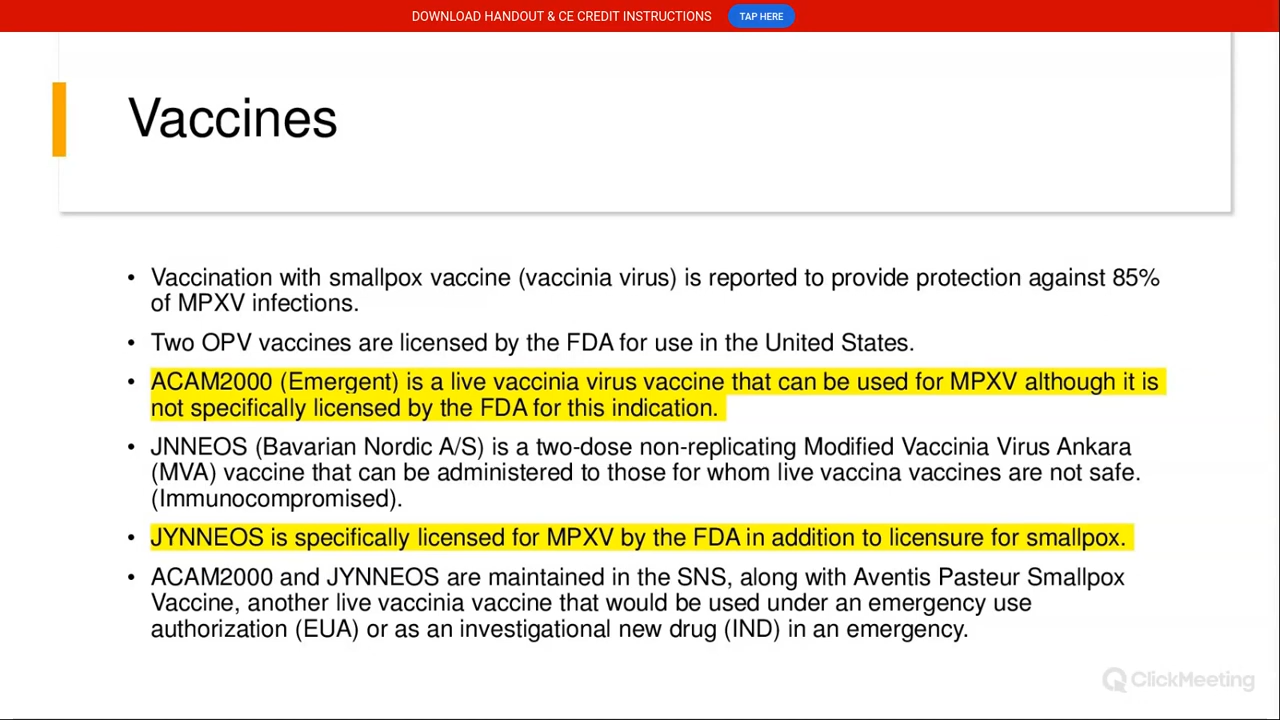 DOWNLOAD HANDOUT & CE CREDIT INSTRUCTIONS TAP HERE
Vaccines
• Vaccination with smallpox vaccine (vaccinia virus) is reported to provide protection against 85%
of MPXV infections.
• Two OPV vaccines are licensed by the FDA for use in the United States.
• ACAM2000 (Emergent) is a live vaccinia virus vaccine that can be used for MPXV although it is
not specifically licensed by the FDA for this indication.
• JNNEOS (Bavarian Nordic A/S) is a two-dose non-replicating Modified Vaccinia Virus Ankara
(MVA) vaccine that can be administered to those for whom live vaccina vaccines are not safe.
(Immunocompromised).
• JYNNEOS is specifically licensed for MPXV by the FDA in addition to licensure for smallpox.
• ACAM2000 and JYNNEOS are maintained in the SNS, along with Aventis Pasteur Smallpox
Vaccine, another live vaccinia vaccine that would be used under an emergency use
authorization (EUA) or as an investigational new drug (IND) in an emergency.
ClickMeeting